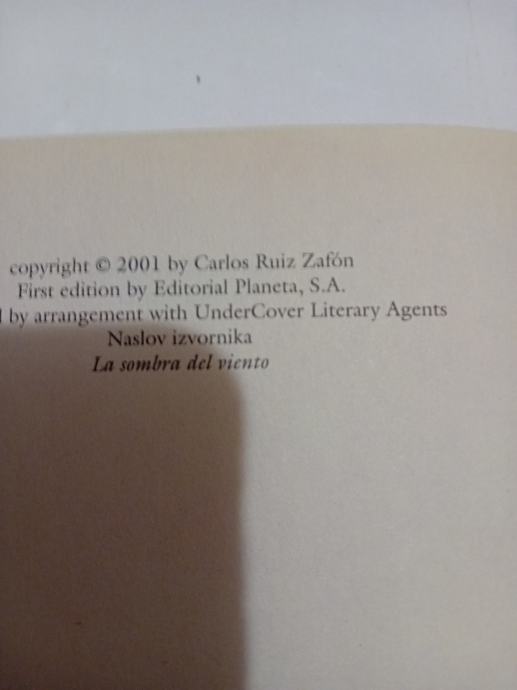 copyright © 2001 by Carlos Ruiz Zafón
First edition by Editorial Planeta, S.A.
by arrangement with UnderCover Literary Agents
Naslov izvornika
La sombra del viento